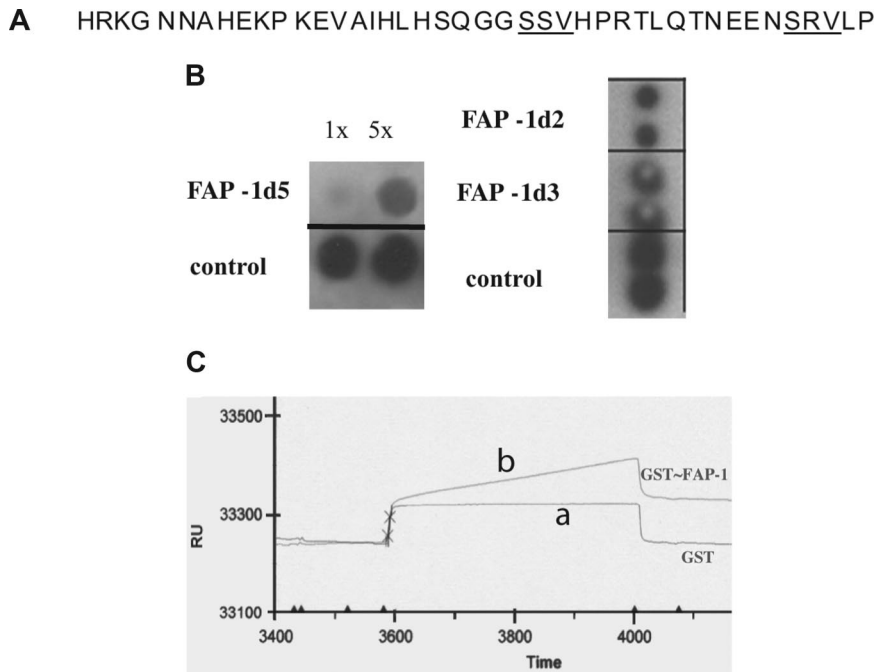 A HRKG NNAHEKP KEVAIHLHSQGG SSVHPRTLQTNEENSRVLP
B
1x 5x
FAP -1d5
control
FAP -1d2
FAP -1d3
control
C
33500
33300
33100
RU
b
a
GST~FAP-1
GST
3400 3600 3800 4000
Time